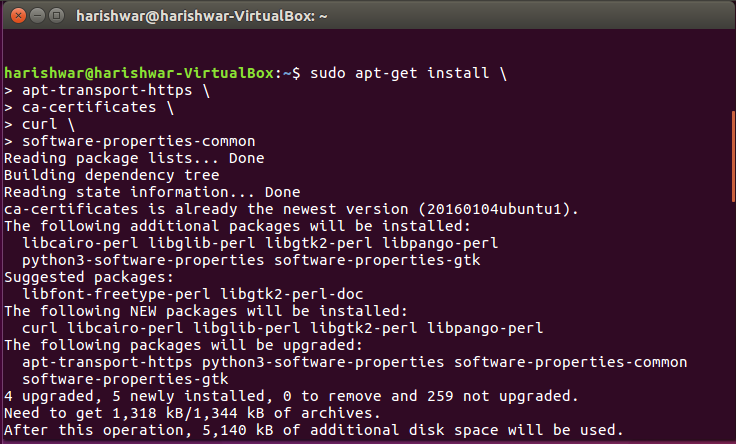 harishwar@harishwar-VirtualBox: ~
harishwar@harishwar-VirtualBox:~$ sudo apt-get install \
> apt-transport-https \
> ca-certificates \
> curl \
> software-properties-common
Reading package lists... Done
Building dependency tree
Reading state information... Done
ca-certificates is already the newest version (20160104ubuntu1).
The following additional packages will be installed:
  libcairo-perl libglib-perl libgtk2-perl libpango-perl
  python3-software-properties software-properties-gtk
Suggested packages:
  libfont-freetype-perl libgtk2-perl-doc
The following NEW packages will be installed:
  curl libcairo-perl libglib-perl libgtk2-perl libpango-perl
The following packages will be upgraded:
  apt-transport-https python3-software-properties software-properties-common
  software-properties-gtk
4 upgraded, 5 newly installed, 0 to remove and 259 not upgraded.
Need to get 1,318 kB/1,344 kB of archives.
After this operation, 5,140 kB of additional disk space will be used.